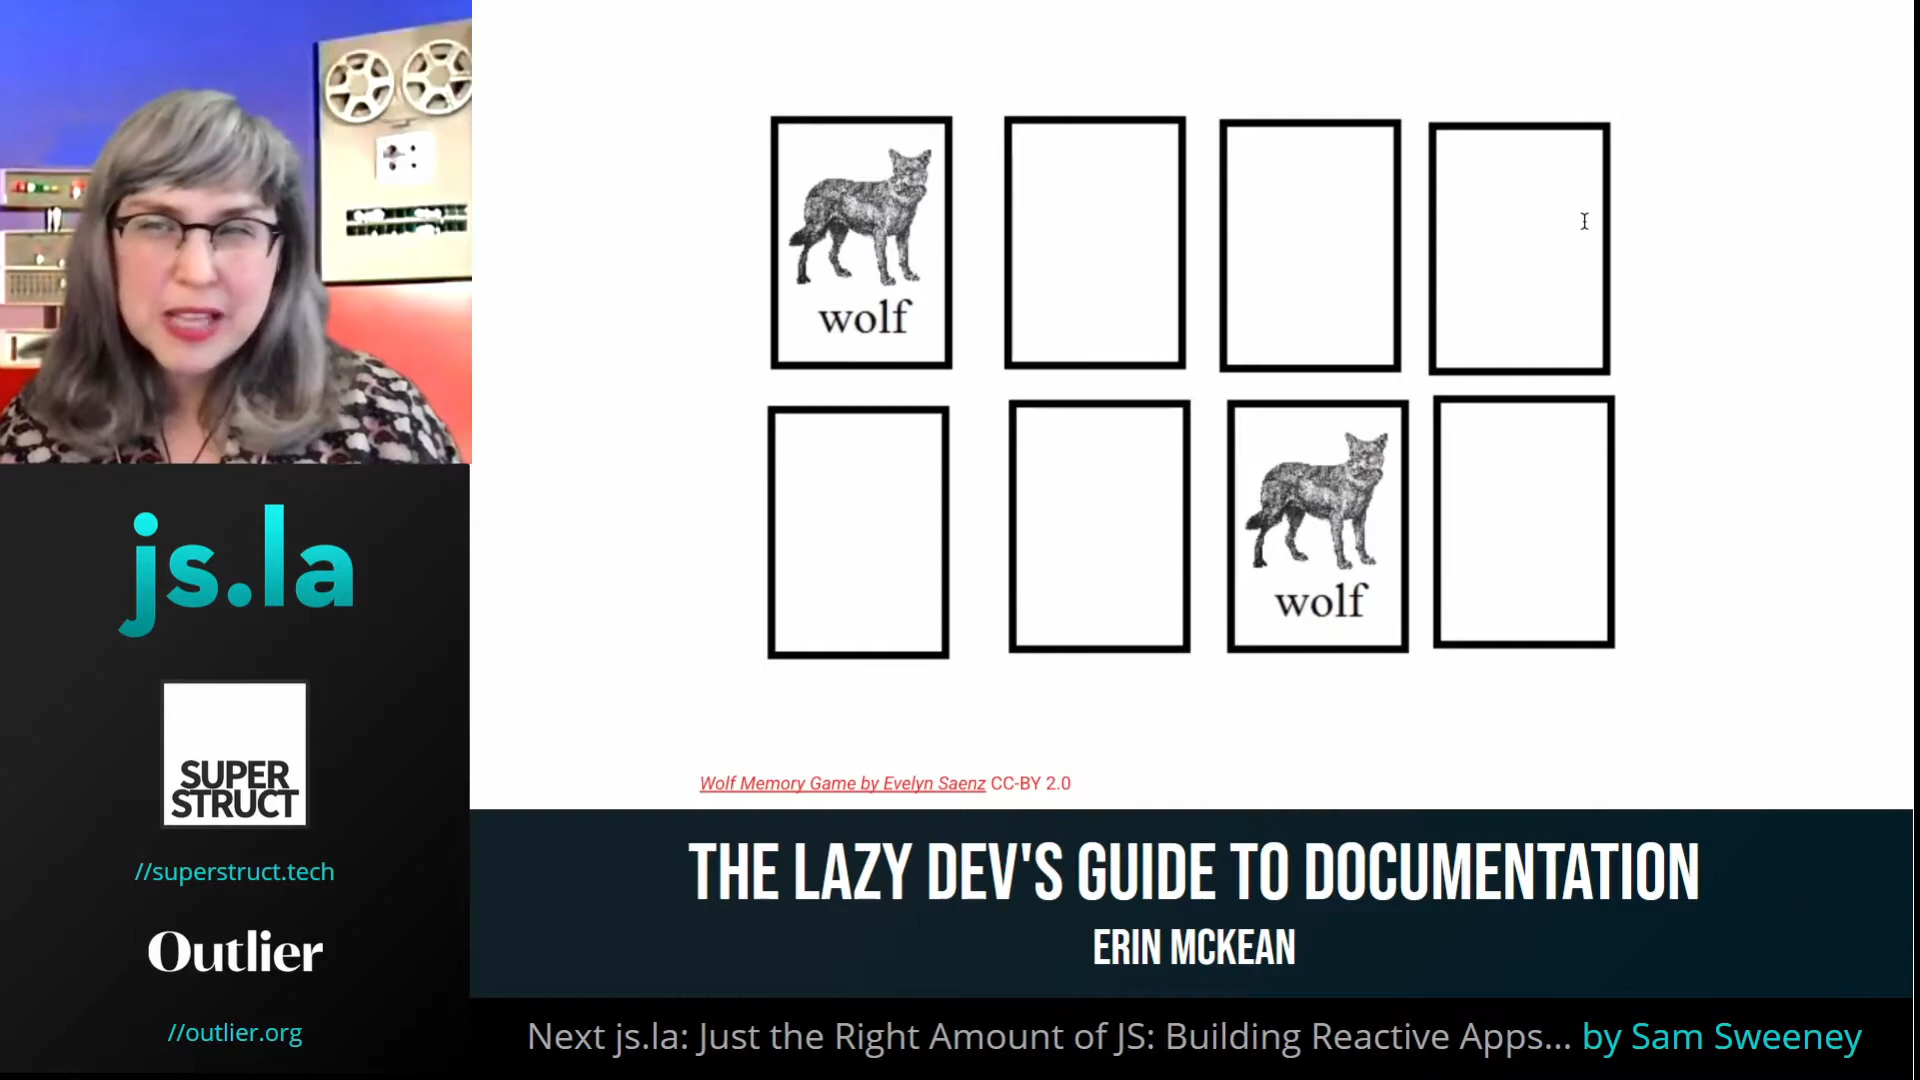 wolf
wolf
Wolf Memory Game by Evelyn Saenz CC-BY 2.0
js.la
SUPER
STRUCT
//superstruct.tech
Outlier
//outlier.org
THE LAZY DEV'S GUIDE TO DOCUMENTATION
ERIN MCKEAN
Next js.la: Just the Right Amount of JS: Building Reactive Apps... by Sam Sweeney